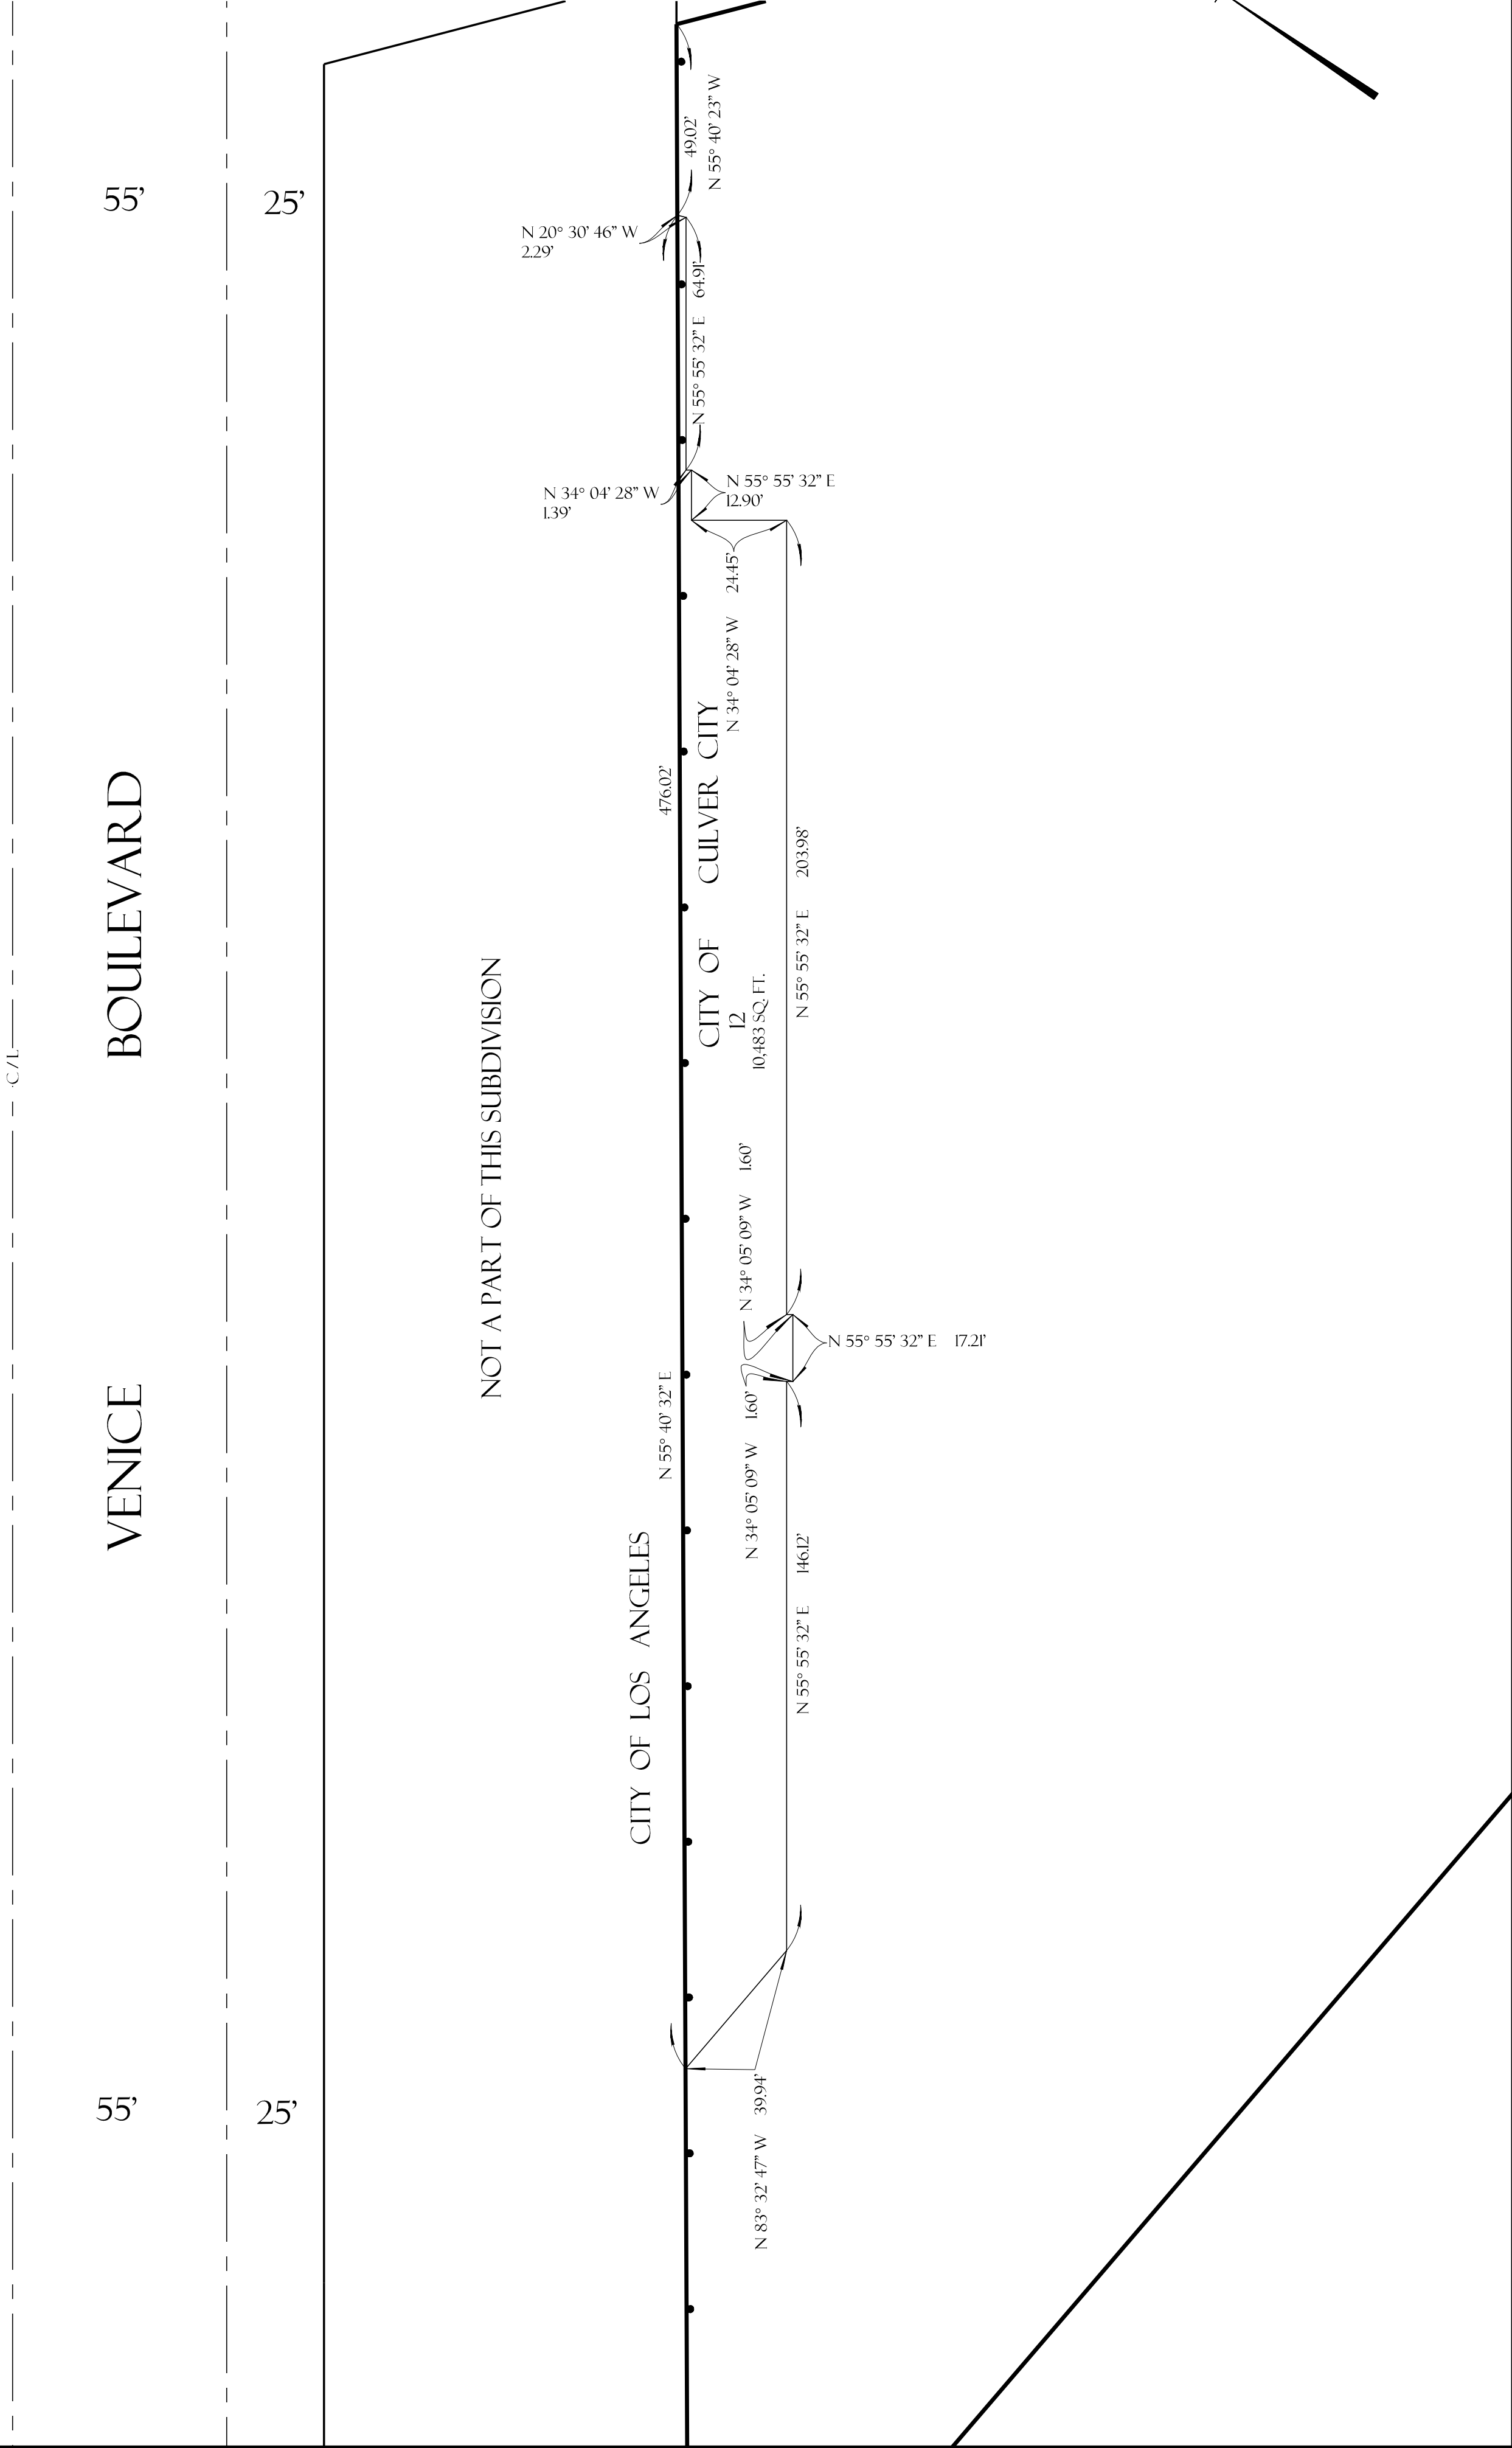 55'
25'
C/L
VENICE BOULEVARD
55'
25'
NOT A PART OF THIS SUBDIVISION
CITY OF LOS ANGELES
N 55° 40' 32" E 476.02'
49.02'
N 55° 40' 23" W
N 20° 30' 46" W
2.29'
N 55° 55' 32" E 64.91'
N 34° 04' 28" W
1.39'
N 55° 55' 32" E
12.90'
N 34° 04' 28" W 24.45'
CITY OF CULVER CITY
12
10,483 SQ. FT.
N 55° 55' 32" E 203.98'
N 34° 05' 09" W 1.60'
N 55° 55' 32" E 17.21'
N 34° 05' 09" W 1.60'
N 55° 55' 32" E 146.12'
N 83° 32' 47" W 39.94'